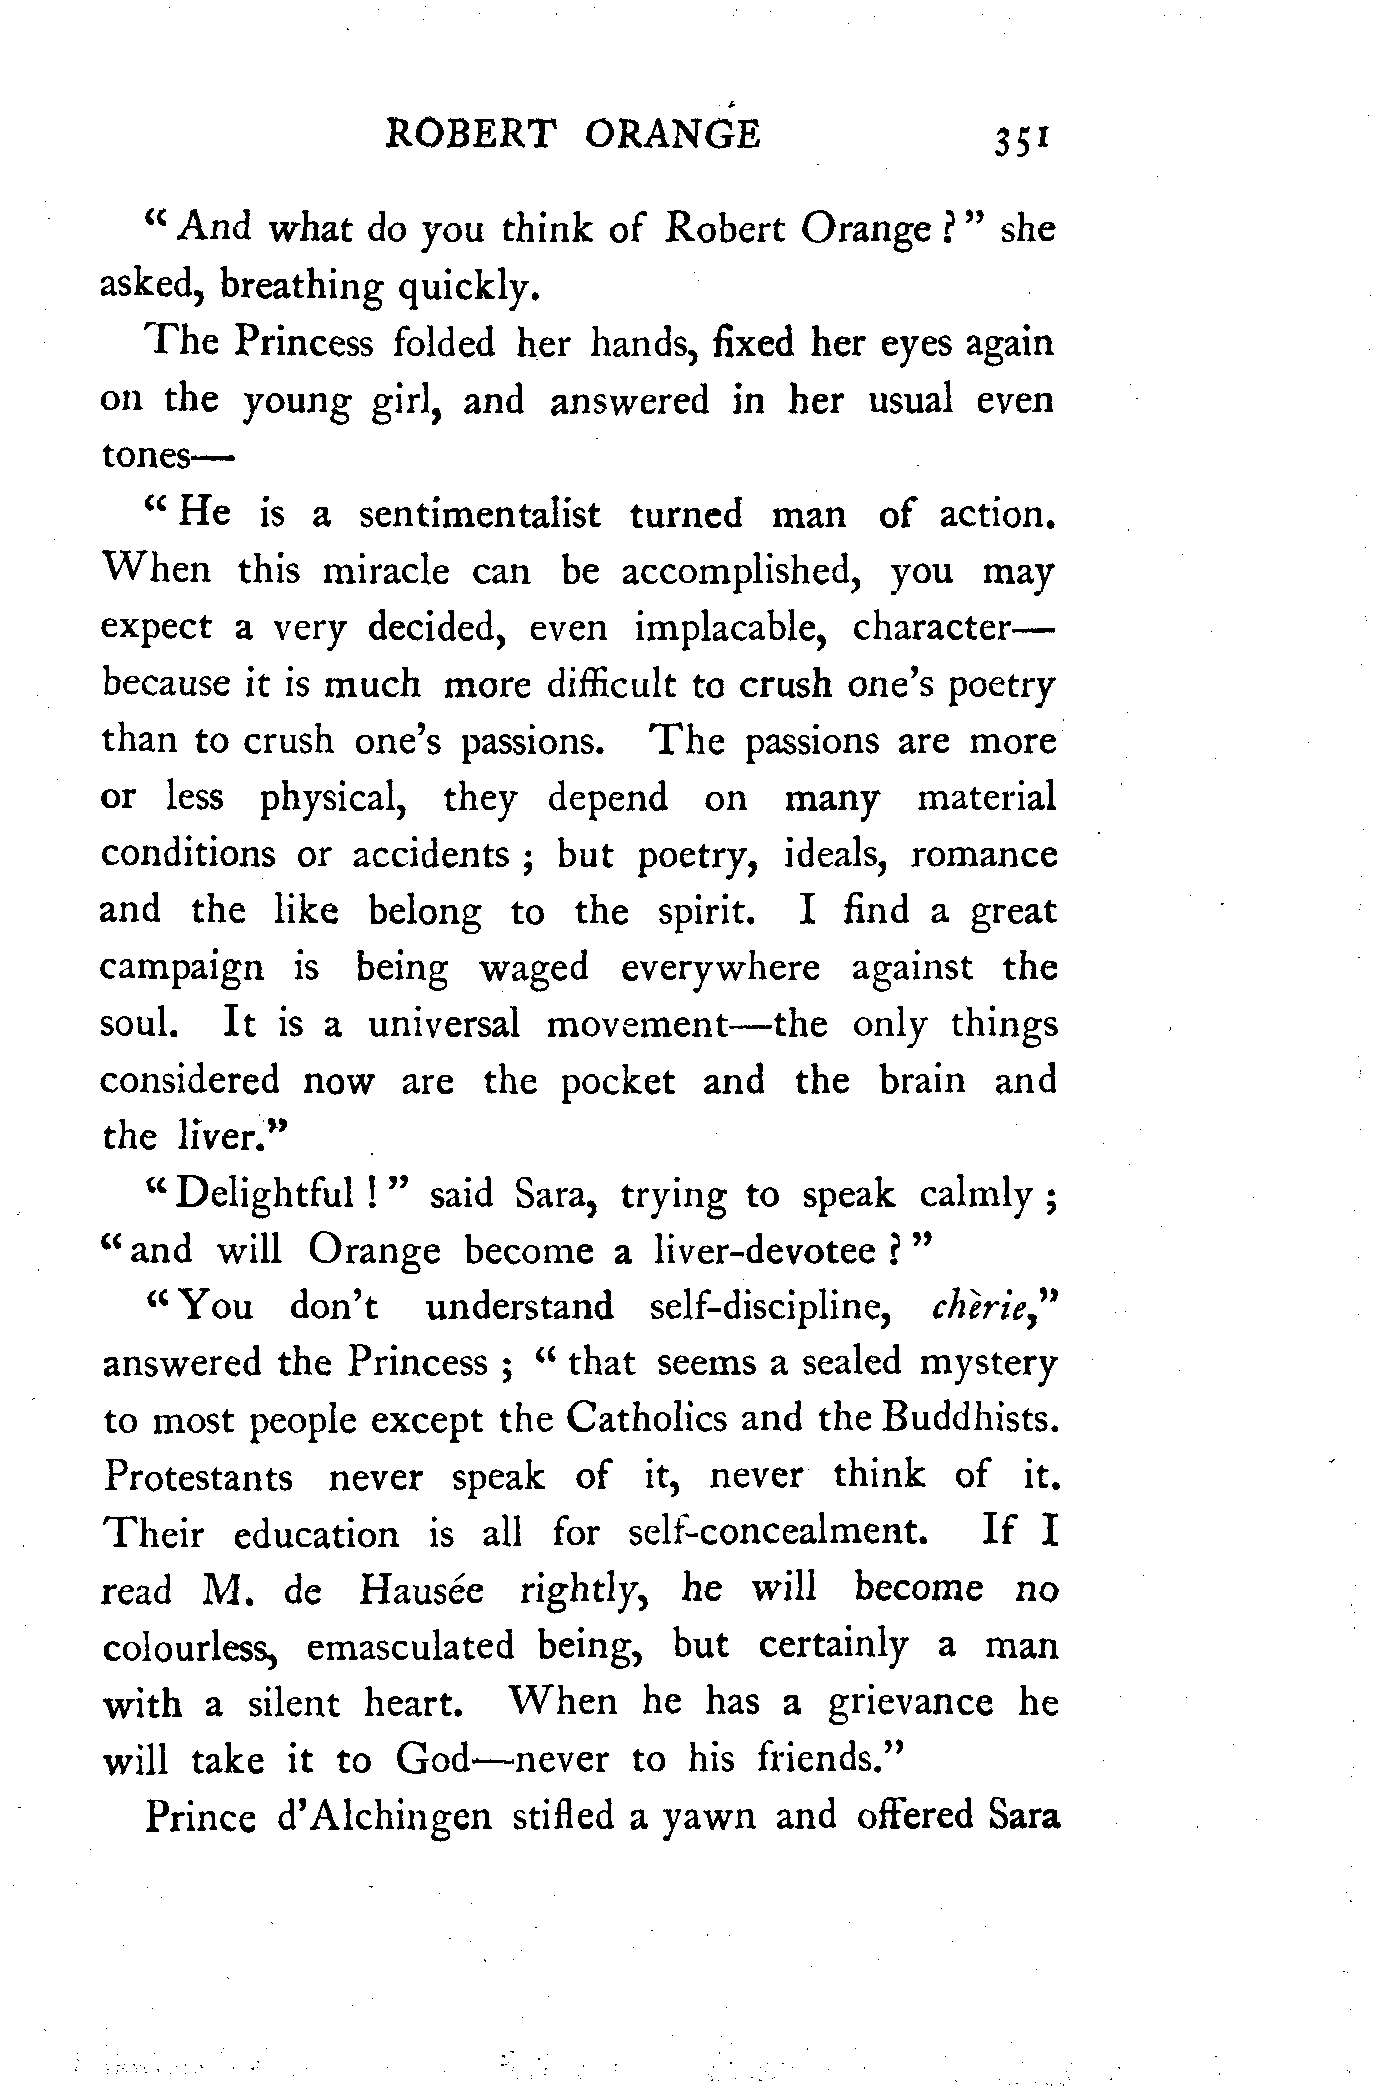 ROBERT ORANGE 351
“And what do you think of Robert Orange?” she
asked, breathing quickly.
The Princess folded her hands, fixed her eyes again
on the young girl, and answered in her usual even
tones—
“He is a sentimentalist turned man of action.
When this miracle can be accomplished, you may
expect a very decided, even implacable, character—
because it is much more difficult to crush one's poetry
than to crush one's passions. The passions are more
or less physical, they depend on many material
conditions or accidents; but poetry, ideals, romance
and the like belong to the spirit. I find a great
campaign is being waged everywhere against the
soul. It is a universal movement—the only things
considered now are the pocket and the brain and
the liver.”
“Delightful!” said Sara, trying to speak calmly;
“and will Orange become a liver-devotee?”
“You don't understand self-discipline, chèrie,”
answered the Princess; “that seems a sealed mystery
to most people except the Catholics and the Buddhists.
Protestants never speak of it, never think of it.
Their education is all for self-concealment. If I
read M. de Hausée rightly, he will become no
colourless, emasculated being, but certainly a man
with a silent heart. When he has a grievance he
will take it to God—never to his friends.”
Prince d'Alchingen stifled a yawn and offered Sara